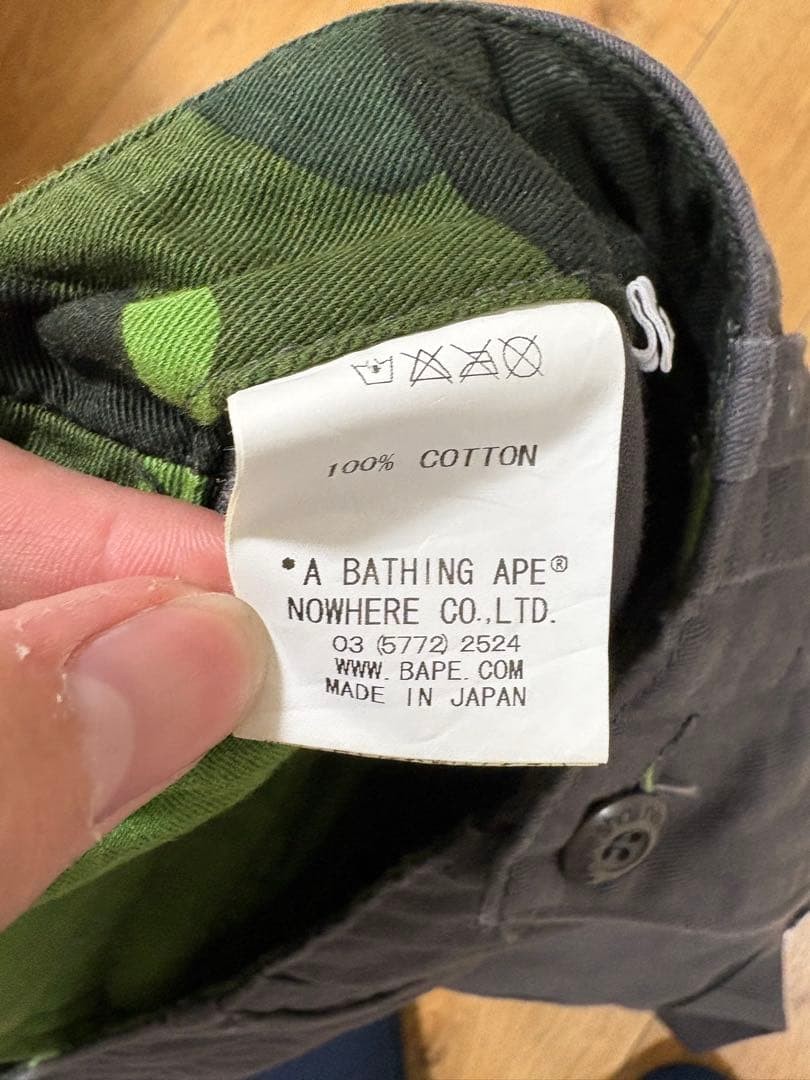 100% COTTON
*A BATHING APE®
NOWHERE CO.,LTD.
03 (5772) 2524
WWW. BAPE. COM
MADE IN JAPAN